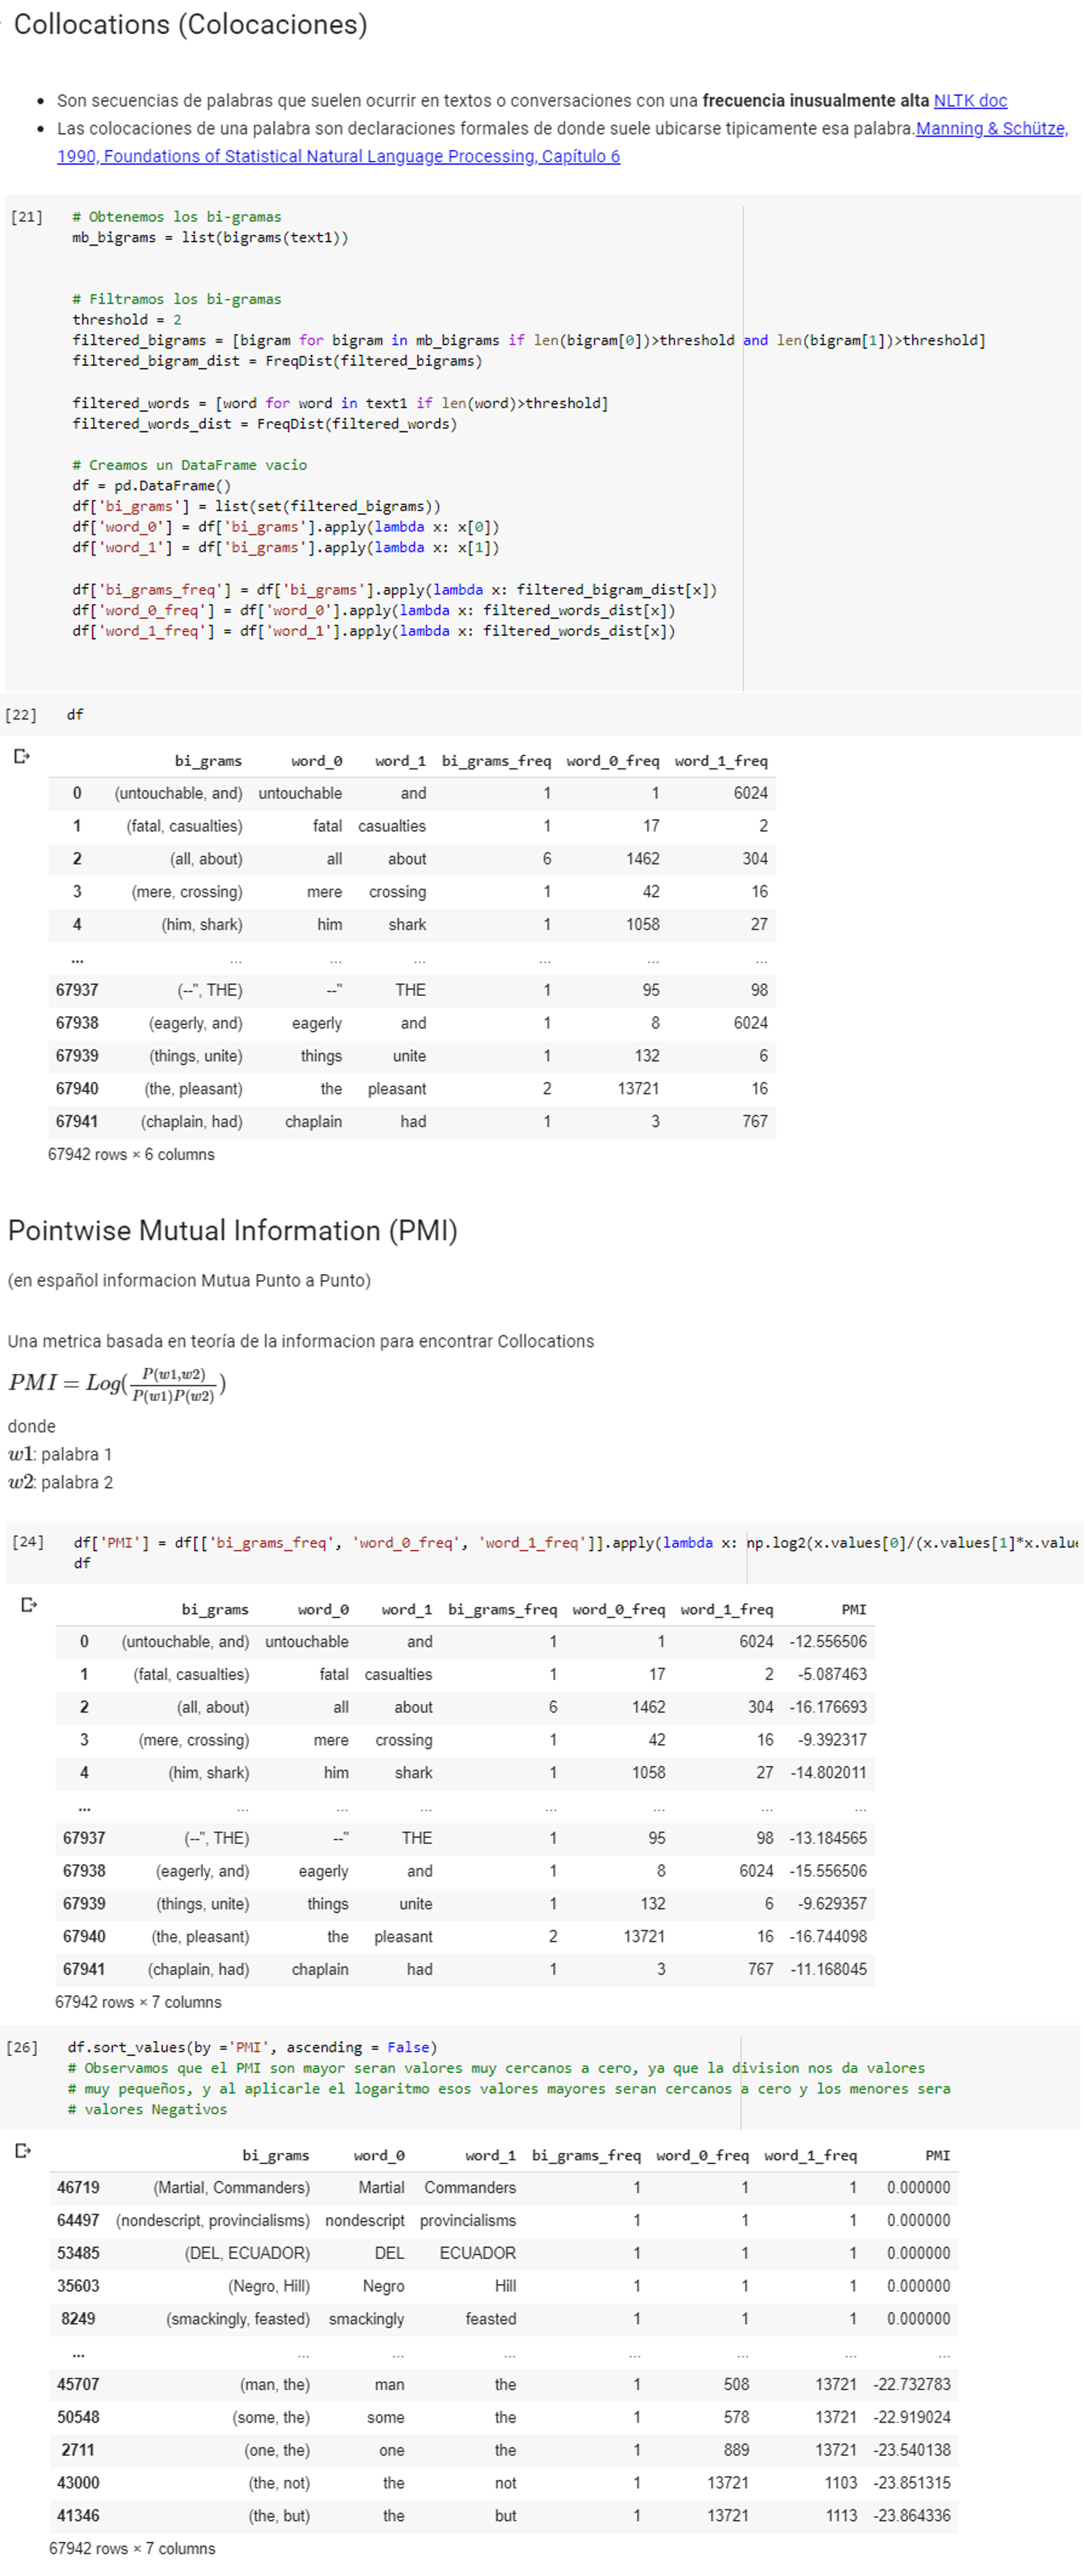 Collocations (Colocaciones)
• Son secuencias de palabras que suelen ocurrir en textos o conversaciones con una frecuencia inusualmente alta NLTK doc
• Las colocaciones de una palabra son declaraciones formales de donde suele ubicarse tipicamente esa palabra.Manning & Schütze,
1990, Foundations of Statistical Natural Language Processing, Capítulo 6
[21] # Obtenemos los bi-gramas
mb_bigrams = list(bigrams(text1))
# Filtramos los bi-gramas
threshold = 2
filtered_bigrams = [bigram for bigram in mb_bigrams if len(bigram[0])>threshold and len(bigram[1])>threshold]
filtered_bigram_dist = FreqDist(filtered_bigrams)
filtered_words = [word for word in text1 if len(word)>threshold]
filtered_words_dist = FreqDist(filtered_words)
# Creamos un DataFrame vacio
df = pd.DataFrame()
df['bi_grams'] = list(set(filtered_bigrams))
df['word_0'] = df['bi_grams'].apply(lambda x: x[0])
df['word_1'] = df['bi_grams'].apply(lambda x: x[1])
df['bi_grams_freq'] = df['bi_grams'].apply(lambda x: filtered_bigram_dist[x])
df['word_0_freq'] = df['word_0'].apply(lambda x: filtered_words_dist[x])
df['word_1_freq'] = df['word_1'].apply(lambda x: filtered_words_dist[x])
[22] df
bi_grams word_0 word_1 bi_grams_freq word_0_freq word_1_freq
0 (untouchable, and) untouchable and 1 1 6024
1 (fatal, casualties) fatal casualties 1 17 2
2 (all, about) all about 6 1462 304
3 (mere, crossing) mere crossing 1 42 16
4 (him, shark) him shark 1 1058 27
... ... ... ... ... ... ...
67937 (--", THE) --" THE 1 95 98
67938 (eagerly, and) eagerly and 1 8 6024
67939 (things, unite) things unite 1 132 6
67940 (the, pleasant) the pleasant 2 13721 16
67941 (chaplain, had) chaplain had 1 3 767
67942 rows × 6 columns
Pointwise Mutual Information (PMI)
(en español informacion Mutua Punto a Punto)
Una metrica basada en teoría de la informacion para encontrar Collocations
PMI = Log(P(w1,w2)/P(w1)P(w2))
donde
w1: palabra 1
w2: palabra 2
[24] df['PMI'] = df[['bi_grams_freq', 'word_0_freq', 'word_1_freq']].apply(lambda x: np.log2(x.values[0]/(x.values[1]*x.value
df
bi_grams word_0 word_1 bi_grams_freq word_0_freq word_1_freq PMI
0 (untouchable, and) untouchable and 1 1 6024 -12.556506
1 (fatal, casualties) fatal casualties 1 17 2 -5.087463
2 (all, about) all about 6 1462 304 -16.176693
3 (mere, crossing) mere crossing 1 42 16 -9.392317
4 (him, shark) him shark 1 1058 27 -14.802011
... ... ... ... ... ... ... ...
67937 (--", THE) --" THE 1 95 98 -13.184565
67938 (eagerly, and) eagerly and 1 8 6024 -15.556506
67939 (things, unite) things unite 1 132 6 -9.629357
67940 (the, pleasant) the pleasant 2 13721 16 -16.744098
67941 (chaplain, had) chaplain had 1 3 767 -11.168045
67942 rows × 7 columns
[26] df.sort_values(by ='PMI', ascending = False)
# Observamos que el PMI son mayor seran valores muy cercanos a cero, ya que la division nos da valores
# muy pequeños, y al aplicarle el logaritmo esos valores mayores seran cercanos a cero y los menores sera
# valores Negativos
bi_grams word_0 word_1 bi_grams_freq word_0_freq word_1_freq PMI
46719 (Martial, Commanders) Martial Commanders 1 1 1 0.000000
64497 (nondescript, provincialisms) nondescript provincialisms 1 1 1 0.000000
53485 (DEL, ECUADOR) DEL ECUADOR 1 1 1 0.000000
35603 (Negro, Hill) Negro Hill 1 1 1 0.000000
8249 (smackingly, feasted) smackingly feasted 1 1 1 0.000000
... ... ... ... ... ... ... ...
45707 (man, the) man the 1 508 13721 -22.732783
50548 (some, the) some the 1 578 13721 -22.919024
2711 (one, the) one the 1 889 13721 -23.540138
43000 (the, not) the not 1 13721 1103 -23.851315
41346 (the, but) the but 1 13721 1113 -23.864336
67942 rows × 7 columns